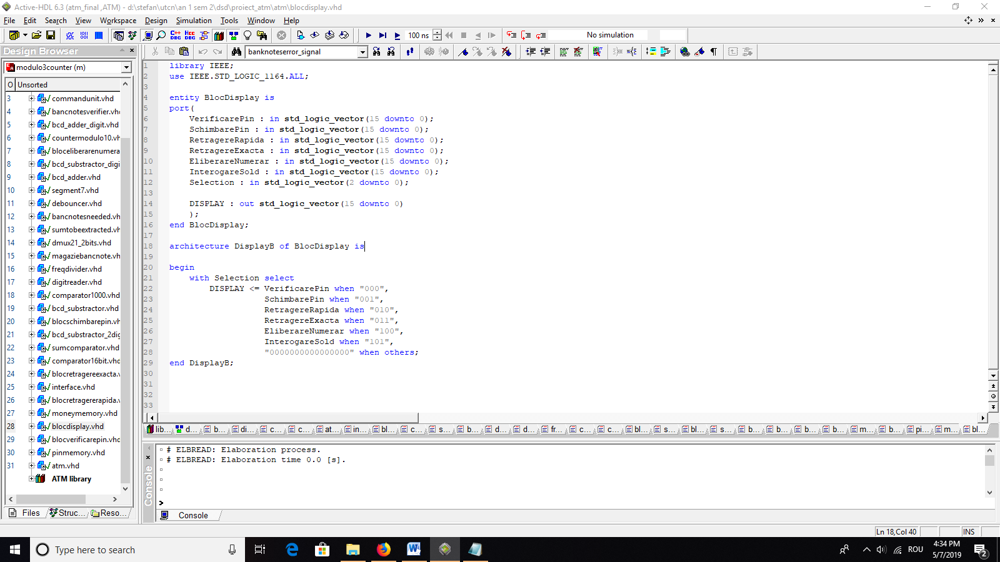 Active-HDL 6.3 (atm_final ,ATM) - d:\stefan\utcn\an 1 sem 2\dsd\proiect_atm\atm\blocdisplay.vhd
File Edit Search View Workspace Design Simulation Tools Window Help
C++ DBG HDL DBG 100 ns No simulation
Design Browser
banknoteserror_signal
modulo3counter (m)
O Unsorted
3 commandunit.vhd
4 bancnotesverifier.vh
5 bcd_adder_digit.vhd
6 countermodulo10.vh
7 bloceliberarenumera
8 bcd_substractor_digi
9 bcd_adder.vhd
10 segment7.vhd
11 debouncer.vhd
12 bancnotesneeded.vh
13 sumtobeextracted.vhd
14 dmux21_2bits.vhd
15 magaziebancnote.vh
16 freqdivider.vhd
17 digitreader.vhd
18 comparator1000.vhd
19 bcd_substractor.vhd
20 blocschimbarepin.vh
21 bcd_substractor_2dig
22 sumcomparator.vhd
23 comparator16bit.vhd
24 blocretragereexacta.v
25 interface.vhd
26 blocretragererapida.v
27 moneymemory.vhd
28 blocdisplay.vhd
29 blocverificarepin.vhd
30 pinmemory.vhd
31 atm.vhd
ATM library
Files Struc... Reso...
1 library IEEE;
2 use IEEE.STD_LOGIC_1164.ALL;
3
4 entity BlocDisplay is
5 port(
6 VerificarePin : in std_logic_vector(15 downto 0);
7 SchimbarePin : in std_logic_vector(15 downto 0);
8 RetragereRapida : in std_logic_vector(15 downto 0);
9 RetragereExacta : in std_logic_vector(15 downto 0);
10 EliberareNumerar : in std_logic_vector(15 downto 0);
11 InterogareSold : in std_logic_vector(15 downto 0);
12 Selection : in std_logic_vector(2 downto 0);
13
14 DISPLAY : out std_logic_vector(15 downto 0)
15 );
16 end BlocDisplay;
17
18 architecture DisplayB of BlocDisplay is
19
20 begin
21 with Selection select
22 DISPLAY <= VerificarePin when "000",
23 SchimbarePin when "001",
24 RetragereRapida when "010",
25 RetragereExacta when "011",
26 EliberareNumerar when "100",
27 InterogareSold when "101",
28 "0000000000000000" when others;
29 end DisplayB;
30
31
32
33
lib... d... b... di... c... c... at... in... bl... c... s... b... d... d... fr... c... c... bl... s... bl... s... b... b... b... b... m... b... pi... m... bl...
# ELBREAD: Elaboration process.
# ELBREAD: Elaboration time 0.0 [s].
>
Console
Console
Ln 18,Col 40 INS
Type here to search
ROU
4:34 PM
5/7/2019
2